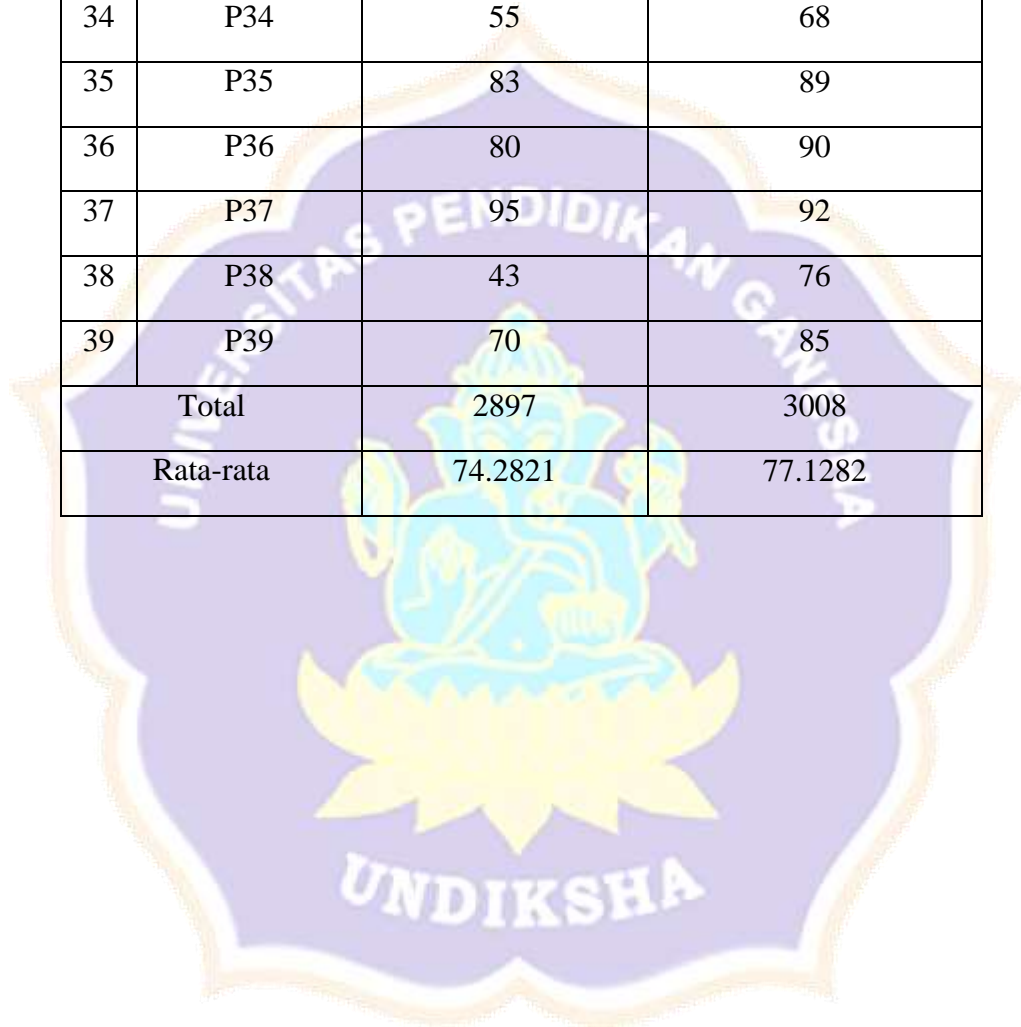 34 P34 55 68
35 P35 83 89
36 P36 80 90
37 P37 95 92
38 P38 43 76
39 P39 70 85
Total 2897 3008
Rata-rata 74.2821 77.1282
UNIVERSITAS PENDIDIKAN GANESHA
UNDIKSHA